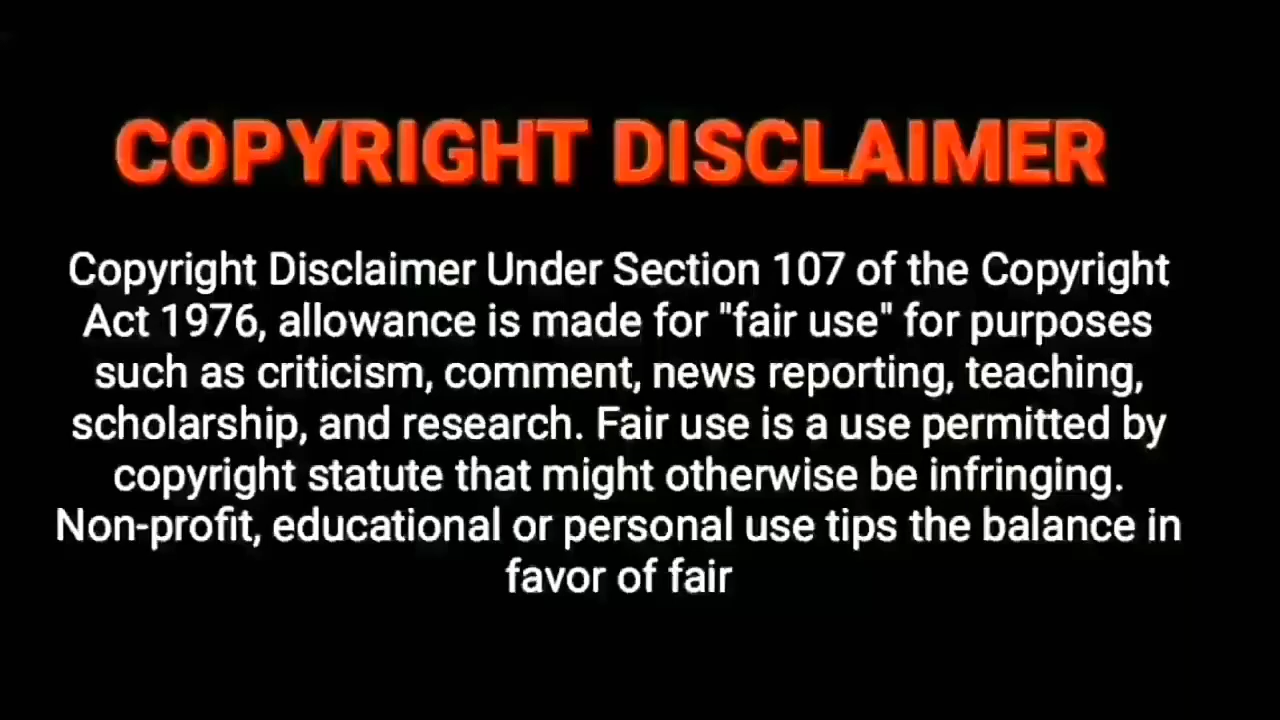 COPYRIGHT DISCLAIMER
Copyright Disclaimer Under Section 107 of the Copyright
Act 1976, allowance is made for "fair use" for purposes
such as criticism, comment, news reporting, teaching,
scholarship, and research. Fair use is a use permitted by
copyright statute that might otherwise be infringing.
Non-profit, educational or personal use tips the balance in
favor of fair